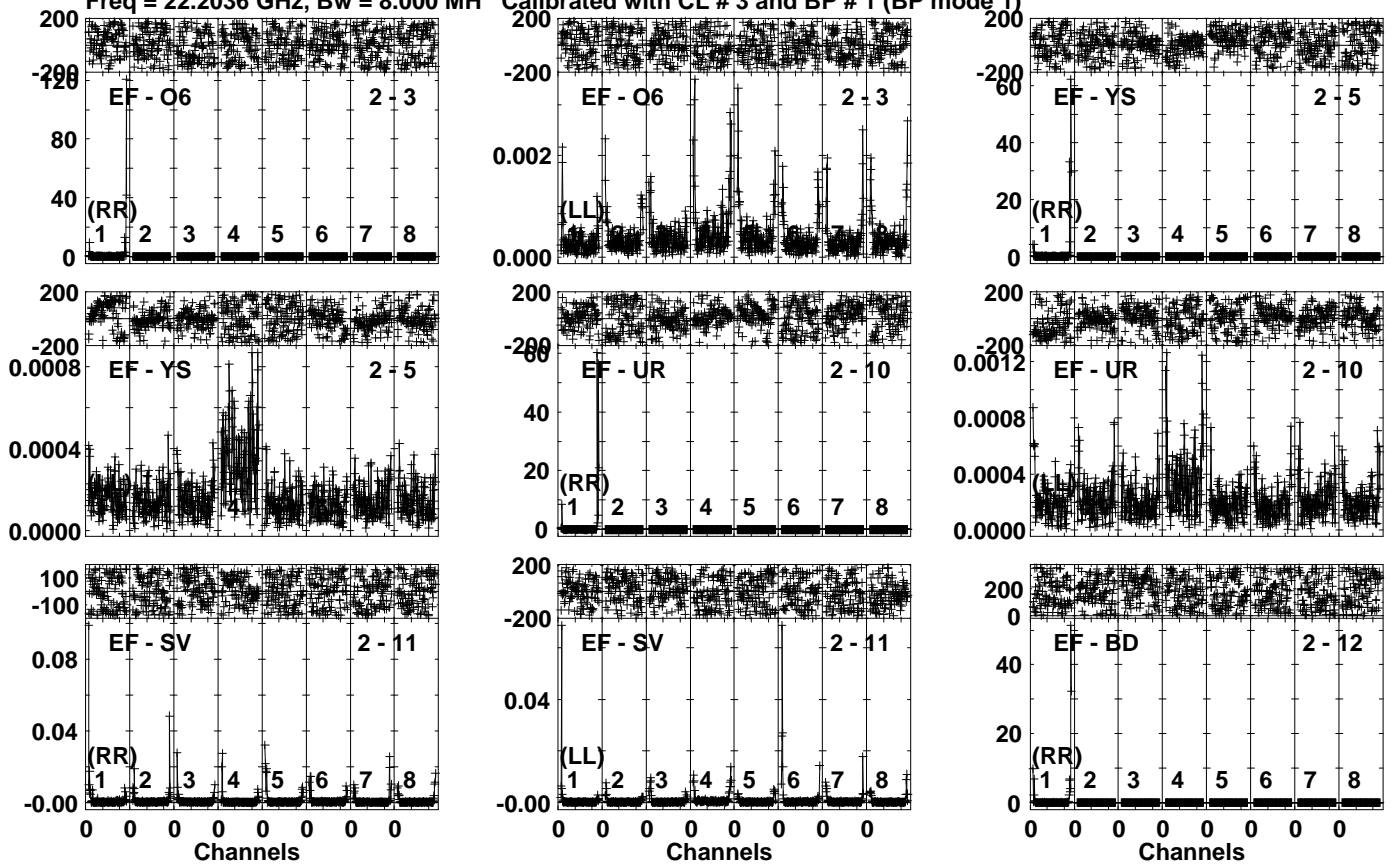 Freq = 22.2036 GHz, Bw = 8.000 MH Calibrated with CL # 3 and BP # 1 (BP mode 1)
200 200 200
-200 -200 -200
120 60
EF - O6 2 - 3 EF - O6 2 - 3 EF - YS 2 - 5
80 0.002 40
40 20
(RR) (LL) (RR)
1 2 3 4 5 6 7 8 1 2 3 4 5 6 7 8
0 0.000 0
200 200 200
-200 -200 -200
0.0008 60 0.0012
EF - YS 2 - 5 EF - UR 2 - 10 EF - UR 2 - 10
40 0.0008
0.0004 20 0.0004
(RR)
4 1 2 3 4 5 6 7 8
0.0000 0 0.0000
100 200 200
-100 -200 0
EF - SV 2 - 11 EF - SV 2 - 11 EF - BD 2 - 12
0.08 0.04 40
0.04 20
(RR) (LL) (RR)
1 2 3 4 5 6 7 8 1 2 3 4 5 6 7 8 1 2 3 4 5 6 7 8
-0.00 -0.00 0
0 0 0 0 0 0 0 0 0 0 0 0 0 0 0 0 0 0 0 0 0 0 0 0
Channels Channels Channels